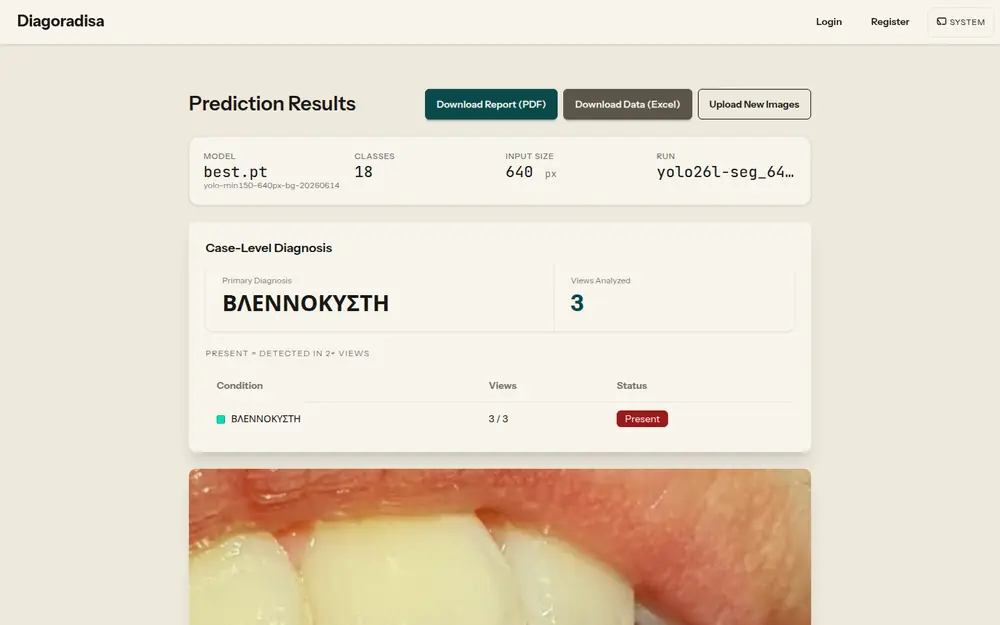 Diagoradisa
Login
Register
SYSTEM
Prediction Results
Download Report (PDF)
Download Data (Excel)
Upload New Images
MODEL
best.pt
yolo-min150-640px-bg-20260614
CLASSES
18
INPUT SIZE
640 px
RUN
yolo26l-seg_64…
Case-Level Diagnosis
Primary Diagnosis
ΒΛΕΝΝΟΚΥΣΤΗ
Views Analyzed
3
PRESENT = DETECTED IN 2+ VIEWS
Condition Views Status
ΒΛΕΝΝΟΚΥΣΤΗ 3 / 3 Present